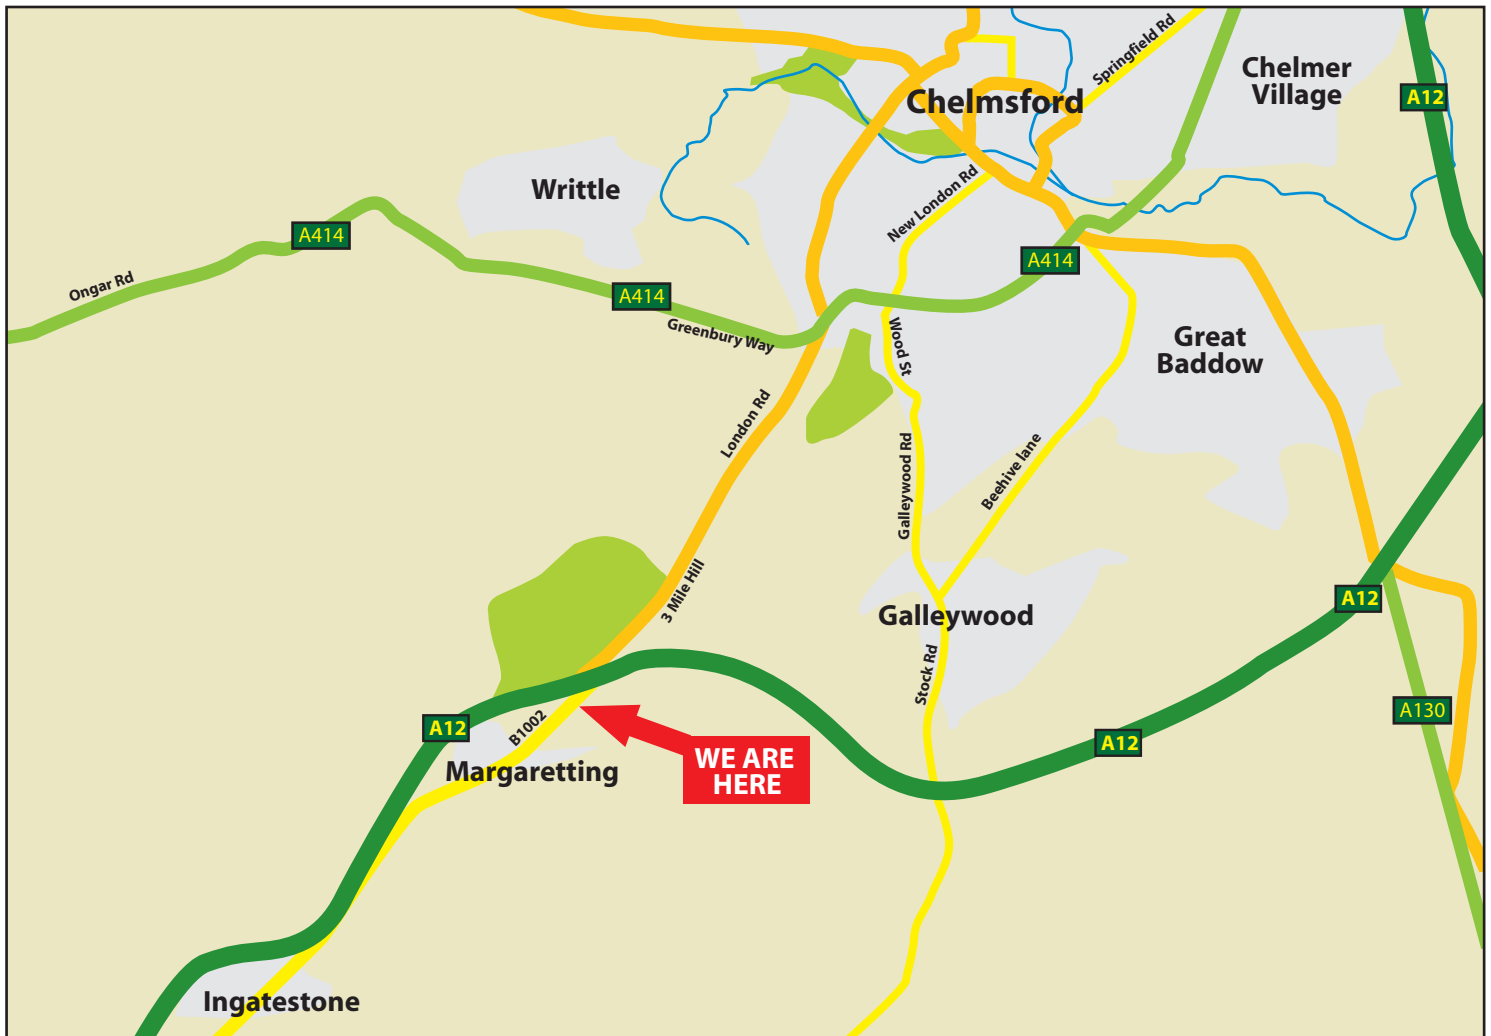 Springfield Rd
Chelmer
Village
A12
Chelmsford
Writtle
New London Rd
A414
A414
Ongar Rd
A414
Greenbury Way
Wood St
Great
Baddow
London Rd
Galleywood Rd
Beehive lane
3 Mile Hill
A12
Galleywood
Stock Rd
A130
A12
B1002
A12
WE ARE
HERE
Margaretting
Ingatestone